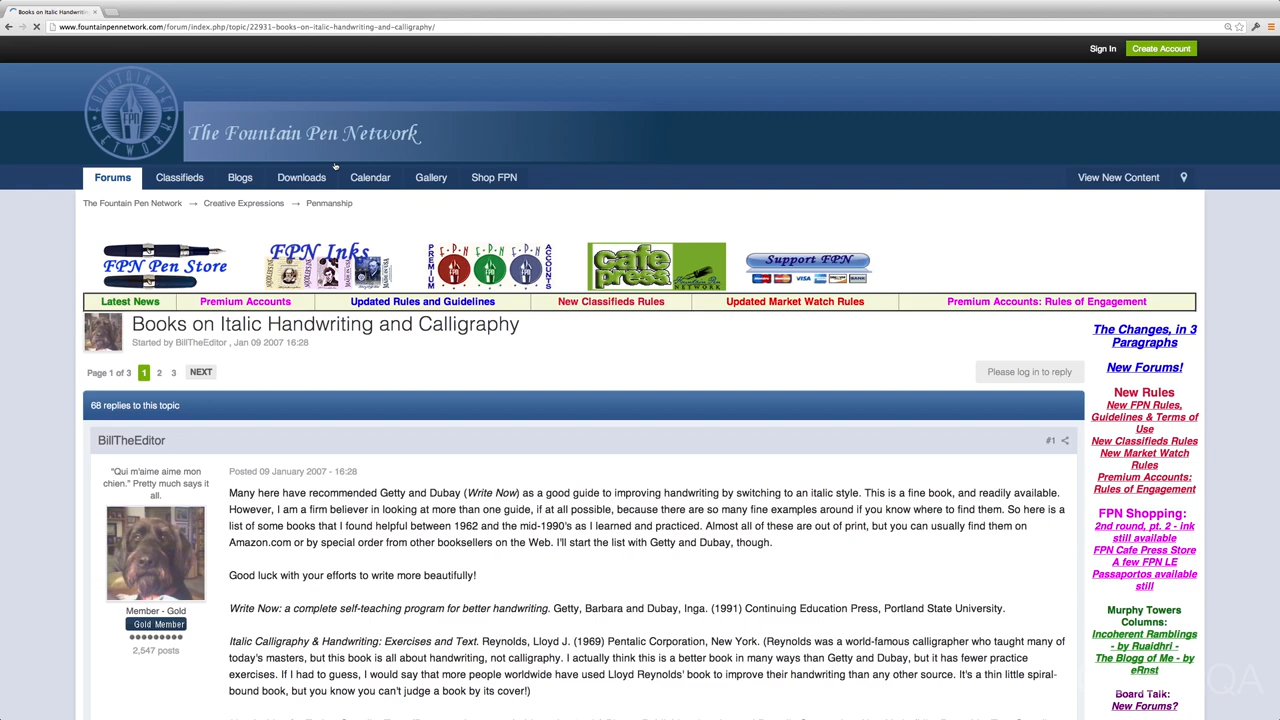 Books on Italic Handwritin
www.fountainpennetwork.com/forum/index.php/topic/22931-books-on-italic-handwriting-and-calligraphy/
Sign In Create Account
FOUNTAIN PEN NETWORK FPN
The Fountain Pen Network
Forums Classifieds Blogs Downloads Calendar Gallery Shop FPN View New Content
The Fountain Pen Network → Creative Expressions → Penmanship
FPN Pen Store
FPN Inks
PREMIUM FPN ACCOUNTS
cafe press
Support FPN
VISA BANK
Latest News Premium Accounts Updated Rules and Guidelines New Classifieds Rules Updated Market Watch Rules Premium Accounts: Rules of Engagement
Books on Italic Handwriting and Calligraphy
Started by BillTheEditor , Jan 09 2007 16:28
Page 1 of 3 1 2 3 NEXT
Please log in to reply
68 replies to this topic
BillTheEditor
#1
"Qui m'aime aime mon
chien." Pretty much says it
all.
Member - Gold
Gold Member
2,547 posts
Posted 09 January 2007 - 16:28
Many here have recommended Getty and Dubay (Write Now) as a good guide to improving handwriting by switching to an italic style. This is a fine book, and readily available.
However, I am a firm believer in looking at more than one guide, if at all possible, because there are so many fine examples around if you know where to find them. So here is a
list of some books that I found helpful between 1962 and the mid-1990's as I learned and practiced. Almost all of these are out of print, but you can usually find them on
Amazon.com or by special order from other booksellers on the Web. I'll start the list with Getty and Dubay, though.
Good luck with your efforts to write more beautifully!
Write Now: a complete self-teaching program for better handwriting. Getty, Barbara and Dubay, Inga. (1991) Continuing Education Press, Portland State University.
Italic Calligraphy & Handwriting: Exercises and Text. Reynolds, Lloyd J. (1969) Pentalic Corporation, New York. (Reynolds was a world-famous calligrapher who taught many of
today's masters, but this book is all about handwriting, not calligraphy. I actually think this is a better book in many ways than Getty and Dubay, but it has fewer practice
exercises. If I had to guess, I would say that more people worldwide have used Lloyd Reynolds' book to improve their handwriting than any other source. It's a thin little spiral-
bound book, but you know you can't judge a book by its cover!)
The Changes, in 3
Paragraphs
New Forums!
New Rules
New FPN Rules,
Guidelines & Terms of
Use
New Classifieds Rules
New Market Watch
Rules
Premium Accounts:
Rules of Engagement
FPN Shopping:
2nd round, pt. 2 - ink
still available
FPN Cafe Press Store
A few FPN LE
Passaportos available
still
Murphy Towers
Columns:
Incoherent Ramblings
- by Ruaidhri -
The Blogg of Me - by
eRnst
Board Talk:
New Forums?
QA